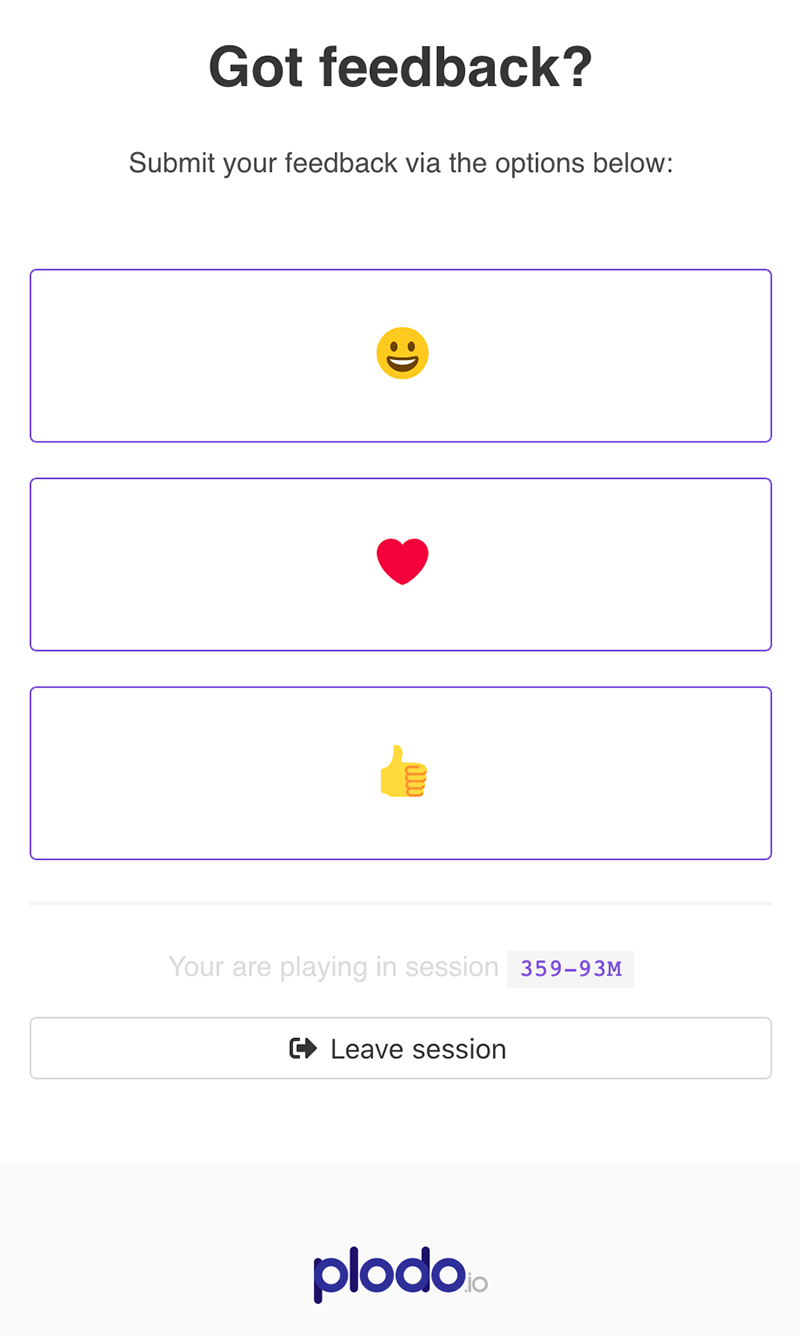 Got feedback?
Submit your feedback via the options below:
Your are playing in session 359-93M
Leave session
plodo.io